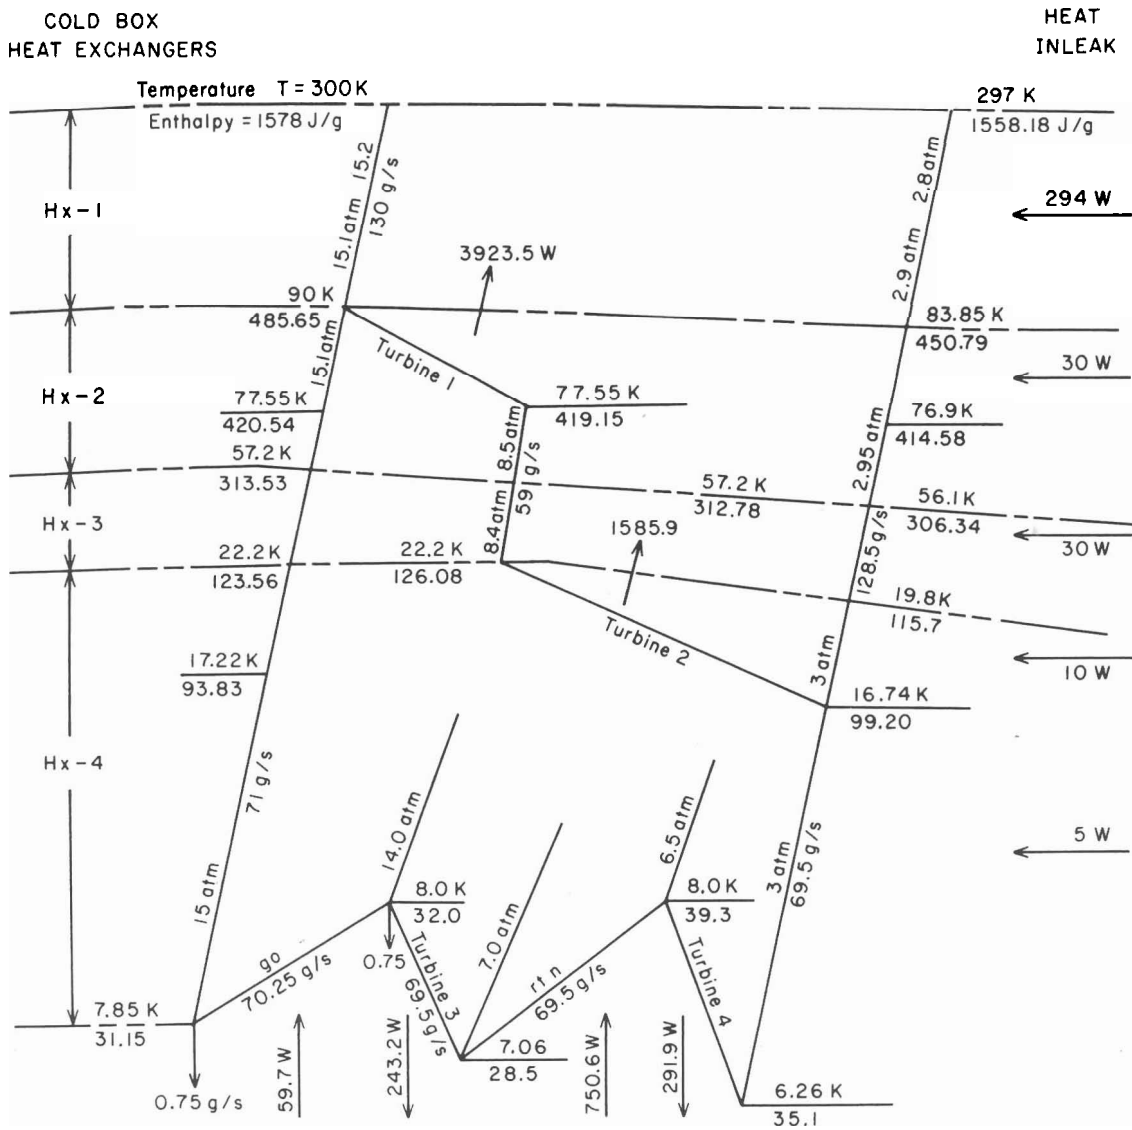 COLD BOX
HEAT EXCHANGERS
HEAT
INLEAK
Temperature T = 300 K
Enthalpy = 1578 J/g
297 K
1558.18 J/g
15.2
15.1 atm
130 g/s
2.8 atm
2.9 atm
Hx-1
294 W
3923.5 W
90 K
485.65
83.85 K
450.79
Turbine 1
15.1 atm
30 W
Hx-2
77.55 K
420.54
77.55 K
419.15
76.9 K
414.58
8.5 atm
2.95 atm
57.2 K
313.53
59 g/s
57.2 K
312.78
56.1 K
306.34
Hx-3
8.4 atm
1585.9
128.5 g/s
30 W
22.2 K
123.56
22.2 K
126.08
19.8 K
115.7
Turbine 2
17.22 K
93.83
3 atm
10 W
16.74 K
99.20
Hx-4
71 g/s
14.0 atm
6.5 atm
3 atm
69.5 g/s
5 W
15 atm
8.0 K
32.0
7.0 atm
8.0 K
39.3
go
70.25 g/s
0.75
Turbine 3
69.5 g/s
rtn
69.5 g/s
Turbine 4
7.85 K
31.15
0.75 g/s
59.7 W
243.2 W
7.06
28.5
750.6 W
291.9 W
6.26 K
35.1